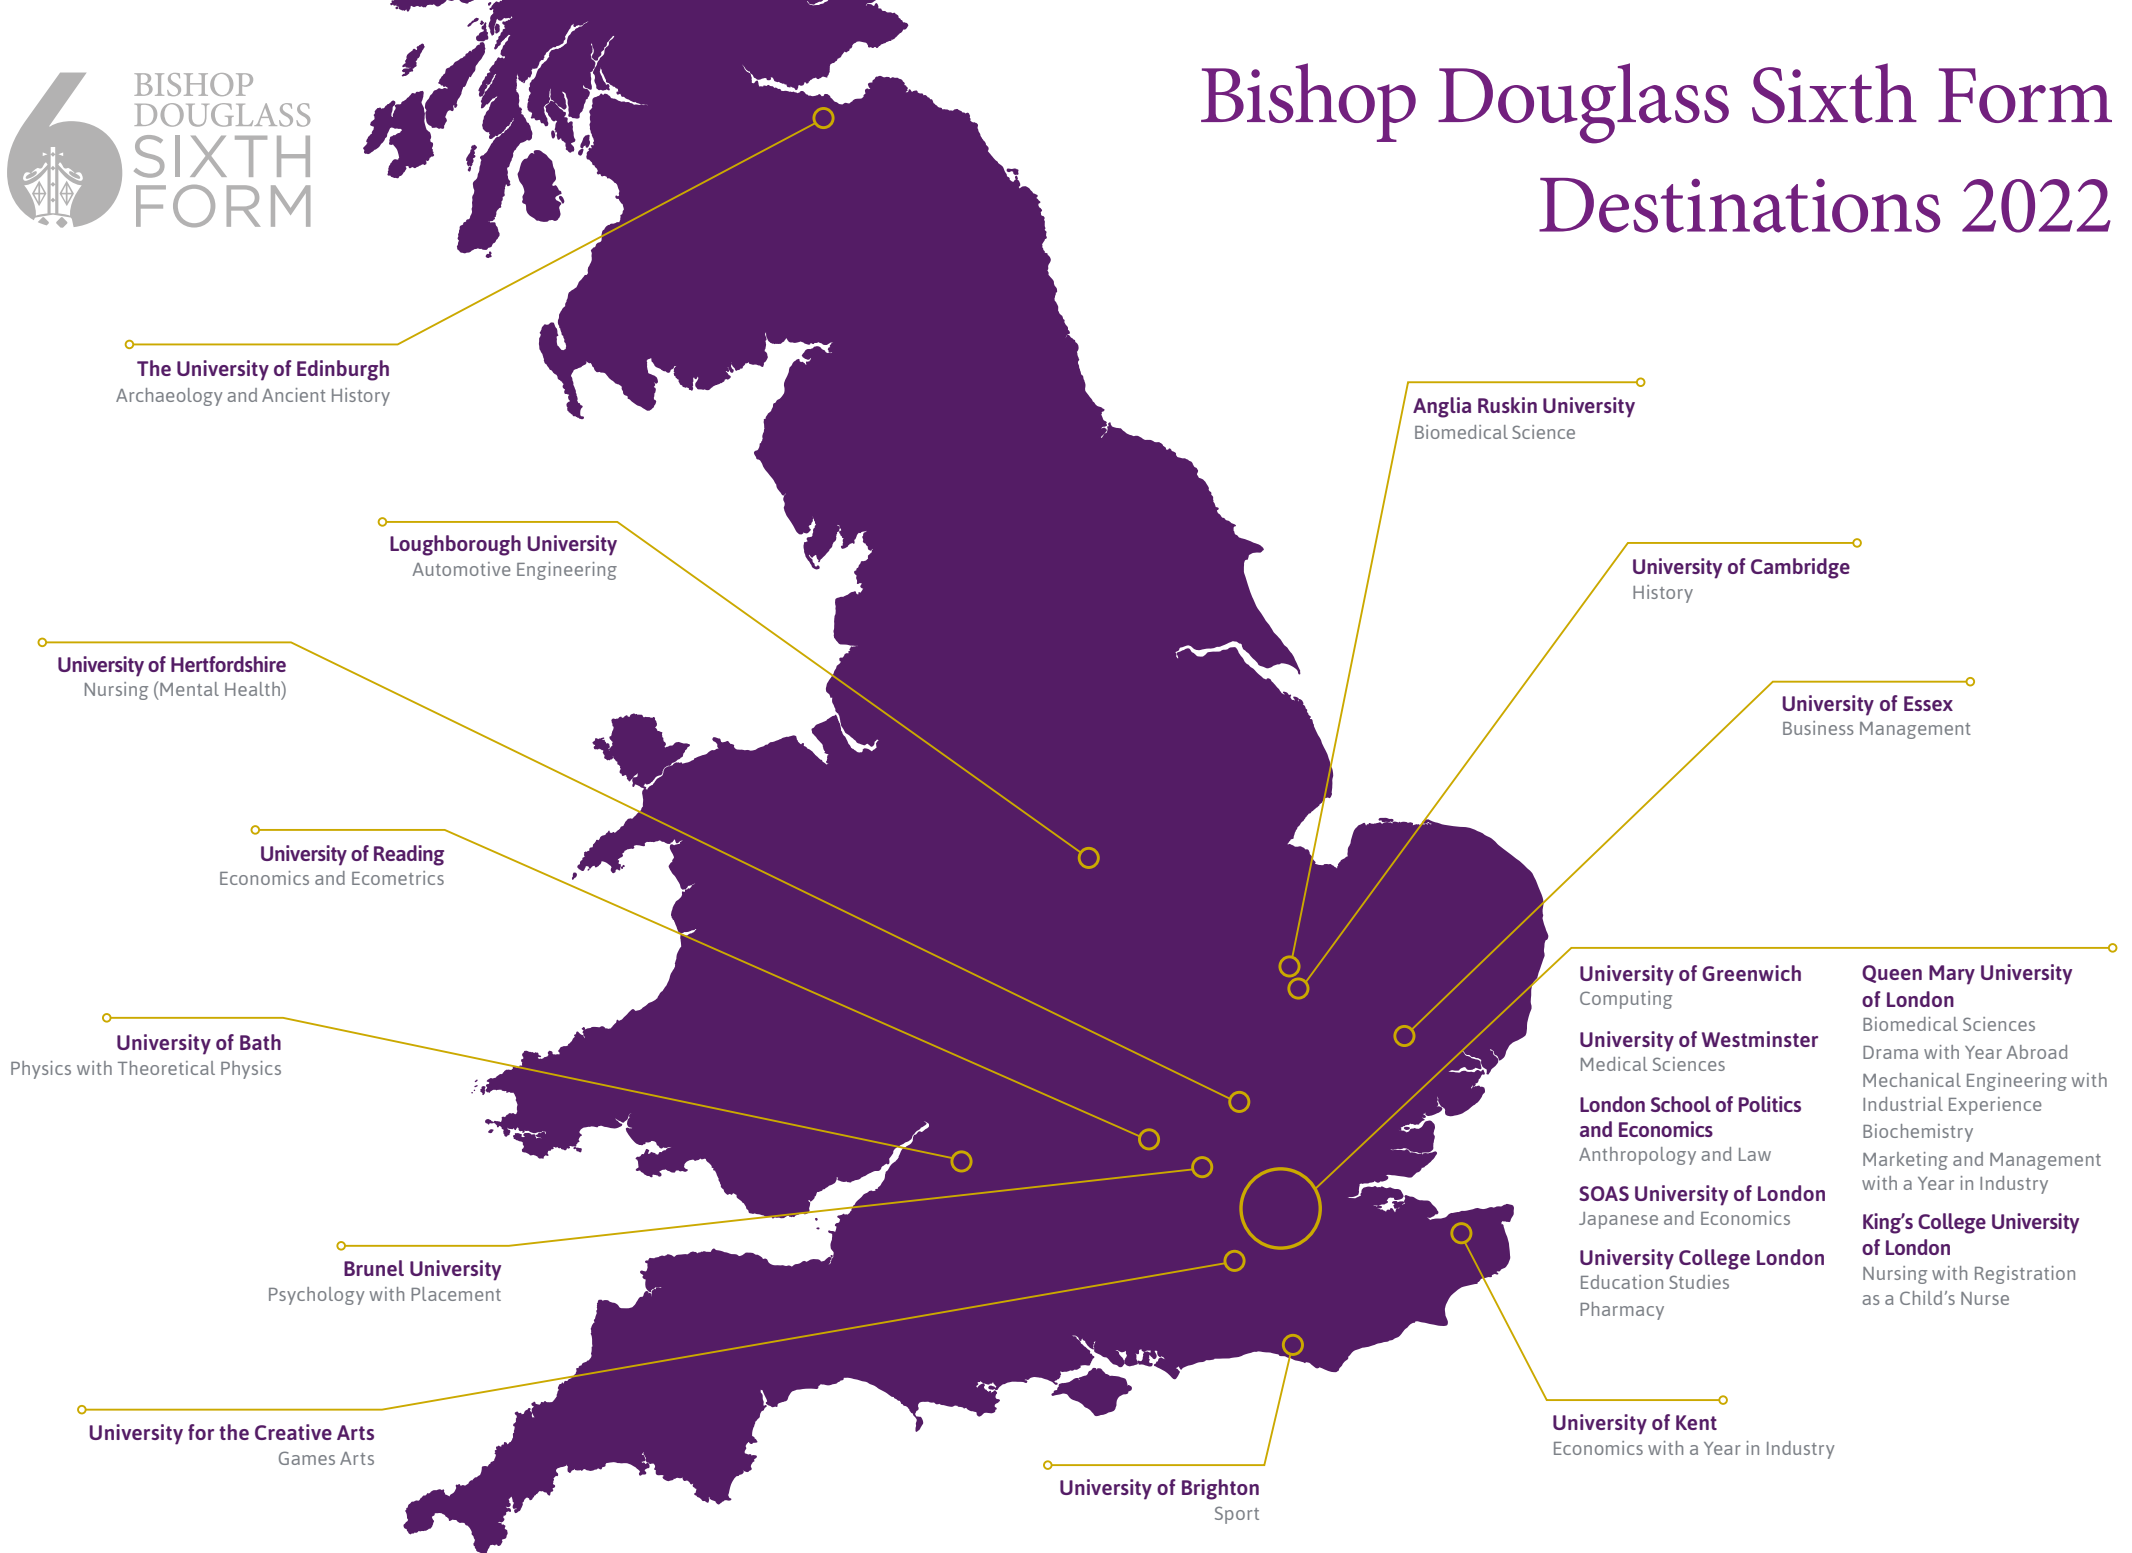 BISHOP
DOUGLASS
SIXTH
FORM
Bishop Douglass Sixth Form
Destinations 2022
The University of Edinburgh
Archaeology and Ancient History
Anglia Ruskin University
Biomedical Science
Loughborough University
Automotive Engineering
University of Cambridge
History
University of Hertfordshire
Nursing (Mental Health)
University of Essex
Business Management
University of Reading
Economics and Ecometrics
University of Bath
Physics with Theoretical Physics
University of Greenwich
Computing
University of Westminster
Medical Sciences
London School of Politics
and Economics
Anthropology and Law
SOAS University of London
Japanese and Economics
University College London
Education Studies
Pharmacy
Queen Mary University
of London
Biomedical Sciences
Drama with Year Abroad
Mechanical Engineering with
Industrial Experience
Biochemistry
Marketing and Management
with a Year in Industry
King's College University
of London
Nursing with Registration
as a Child's Nurse
Brunel University
Psychology with Placement
University for the Creative Arts
Games Arts
University of Kent
Economics with a Year in Industry
University of Brighton
Sport